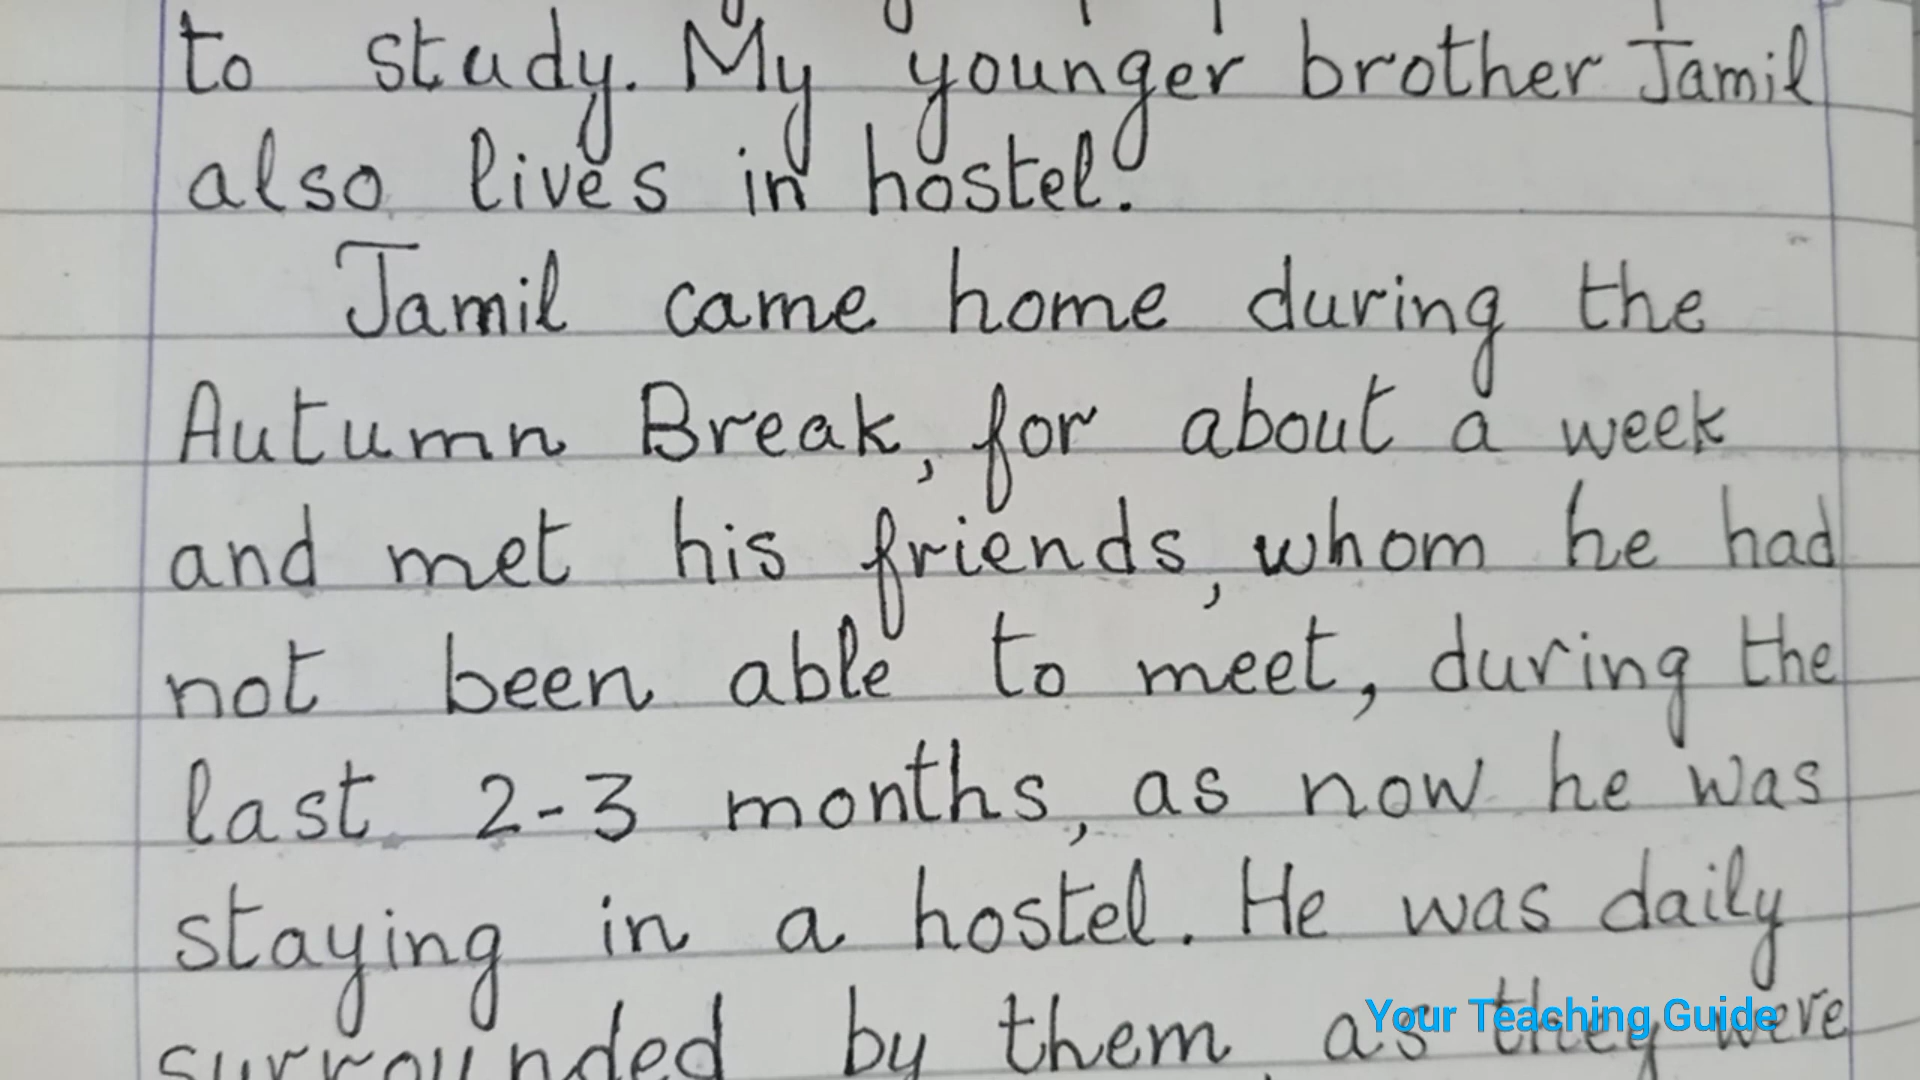 to study. My younger brother Jamil
also lives in hostel.
Jamil came home during the
Autumn Break, for about a week
and met his friends, whom he had
not been able to meet, during the
last 2-3 months, as now he was
staying in a hostel. He was daily
surrounded by them, as they were
Your Teaching Guide